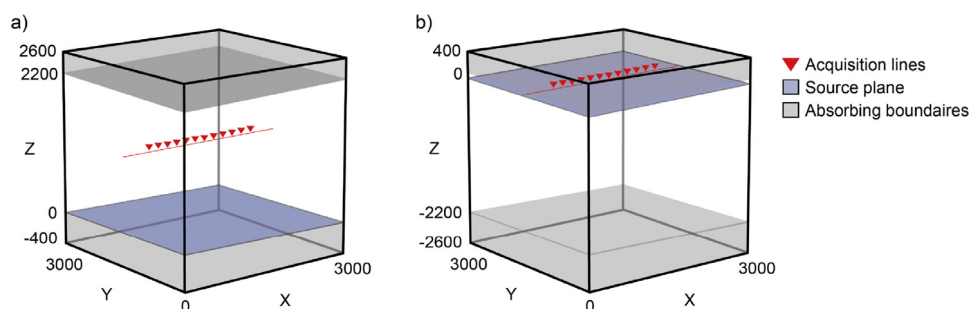 a)
2600
2200
Z
0
-400
3000
Y
0
X
3000
b)
400
0
Z
-2200
-2600
3000
Y
0
X
3000
Acquisition lines
Source plane
Absorbing boundaires